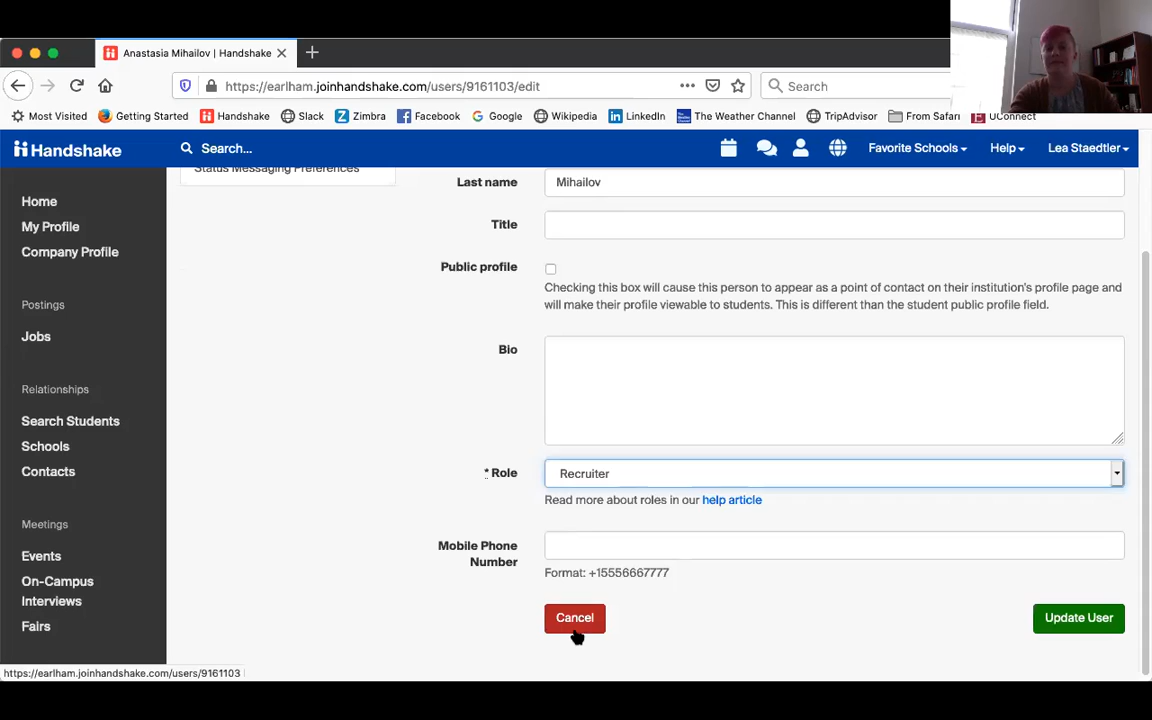 Anastasia Mihailov | Handshake
https://earlham.joinhandshake.com/users/9161103/edit
Search
Most Visited Getting Started Handshake Slack Zimbra Facebook Google Wikipedia LinkedIn The Weather Channel TripAdvisor From Safari UConnect
Handshake Search... Favorite Schools Help Lea Staedtler
Status Messaging Preferences
Home
My Profile
Company Profile
Postings
Jobs
Relationships
Search Students
Schools
Contacts
Meetings
Events
On-Campus
Interviews
Fairs
Last name Mihailov
Title
Public profile
Checking this box will cause this person to appear as a point of contact on their institution's profile page and
will make their profile viewable to students. This is different than the student public profile field.
Bio
* Role Recruiter
Read more about roles in our help article
Mobile Phone
Number
Format: +15556667777
Cancel Update User
https://earlham.joinhandshake.com/users/9161103